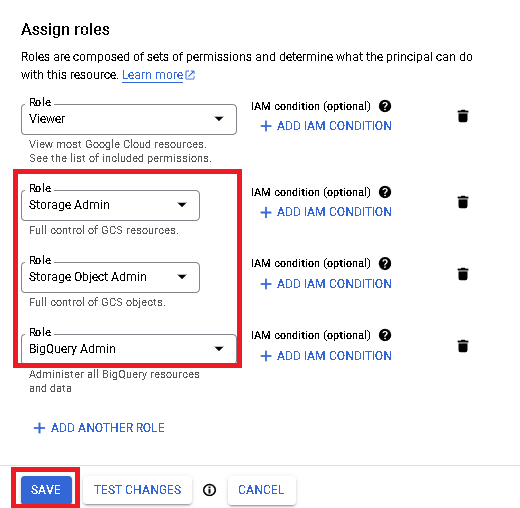 Assign roles
Roles are composed of sets of permissions and determine what the principal can do
with this resource. Learn more
Role
Viewer
IAM condition (optional) ?
+ ADD IAM CONDITION
View most Google Cloud resources.
See the list of included permissions.
Role
Storage Admin
IAM condition (optional) ?
+ ADD IAM CONDITION
Full control of GCS resources.
Role
Storage Object Admin
IAM condition (optional) ?
+ ADD IAM CONDITION
Full control of GCS objects.
Role
BigQuery Admin
IAM condition (optional) ?
+ ADD IAM CONDITION
Administer all BigQuery resources
and data
+ ADD ANOTHER ROLE
SAVE TEST CHANGES CANCEL